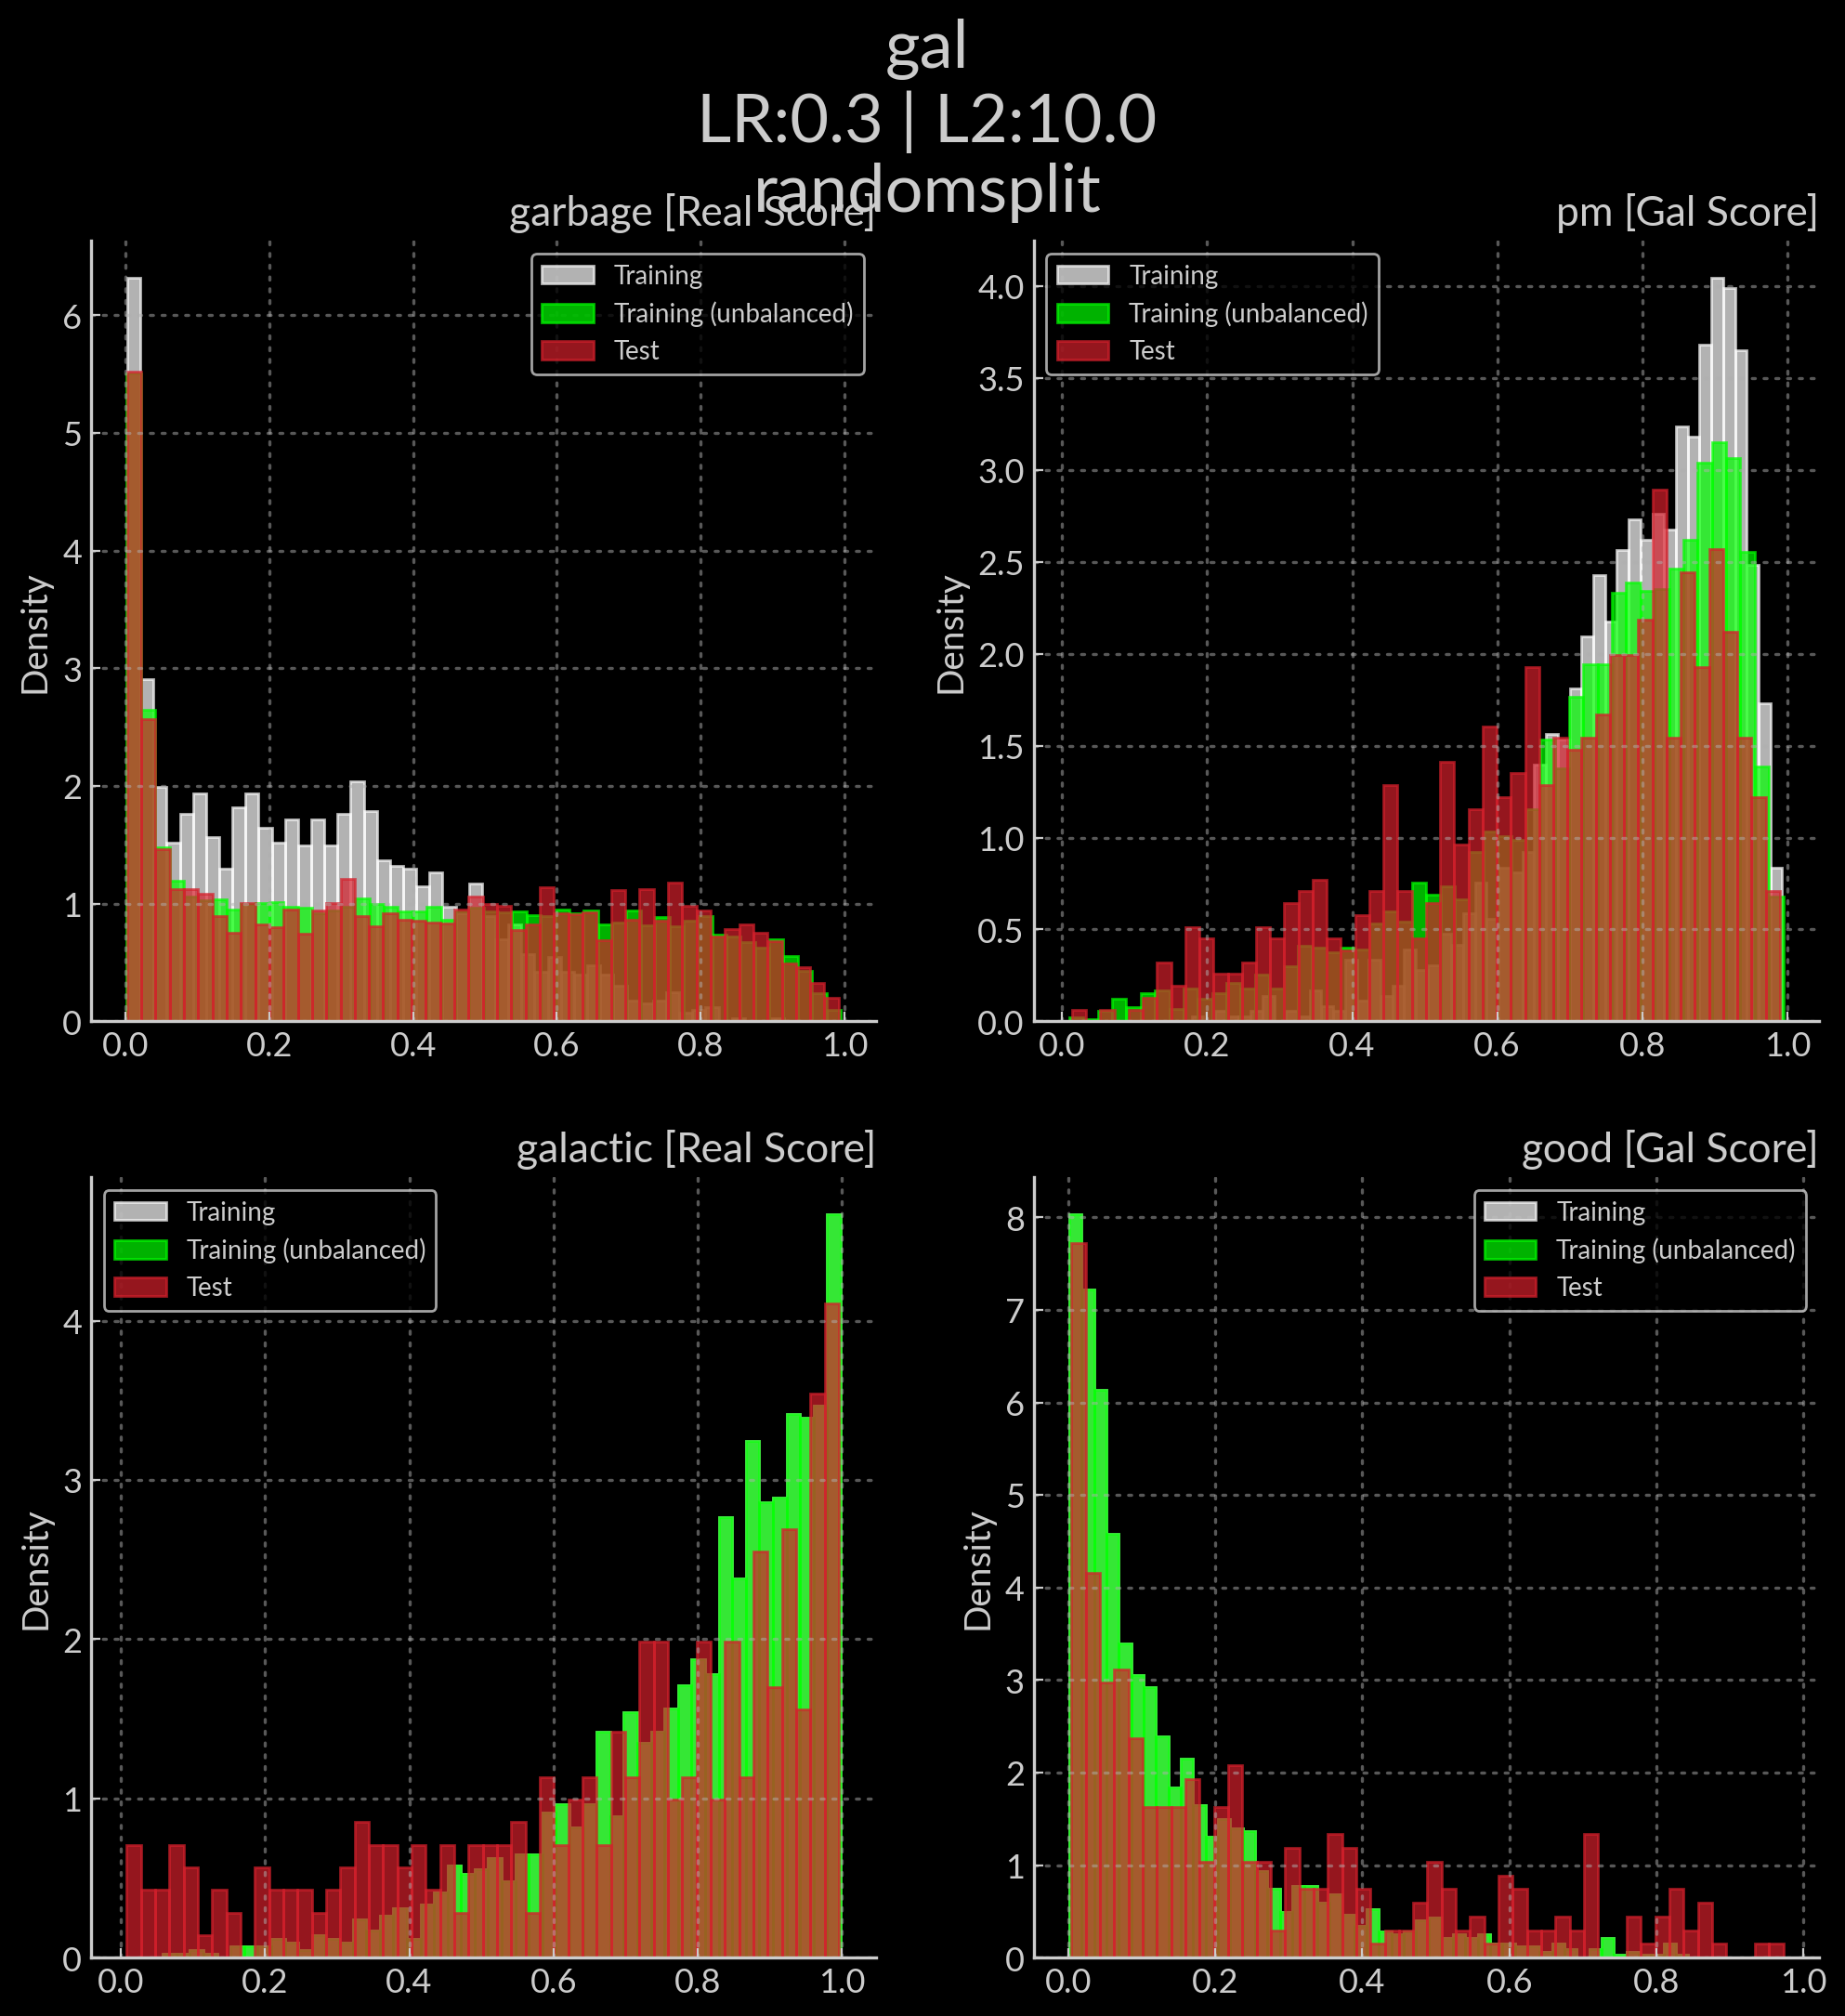 gal
LR:0.3 | L2:10.0
randomsplit
garbage [Real Score]
Training
Training (unbalanced)
Test
Density
6
5
4
3
2
1
0
0.0 0.2 0.4 0.6 0.8 1.0
pm [Gal Score]
Training
Training (unbalanced)
Test
Density
4.0
3.5
3.0
2.5
2.0
1.5
1.0
0.5
0.0
0.0 0.2 0.4 0.6 0.8 1.0
galactic [Real Score]
Training
Training (unbalanced)
Test
Density
4
3
2
1
0
0.0 0.2 0.4 0.6 0.8 1.0
good [Gal Score]
Training
Training (unbalanced)
Test
Density
8
7
6
5
4
3
2
1
0
0.0 0.2 0.4 0.6 0.8 1.0